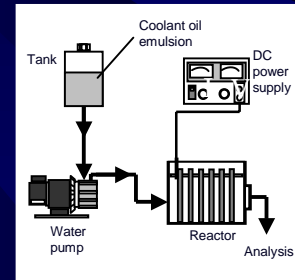 Coolant oil
emulsion
Tank
DC
power
supply
Water
pump
Reactor
Analysis